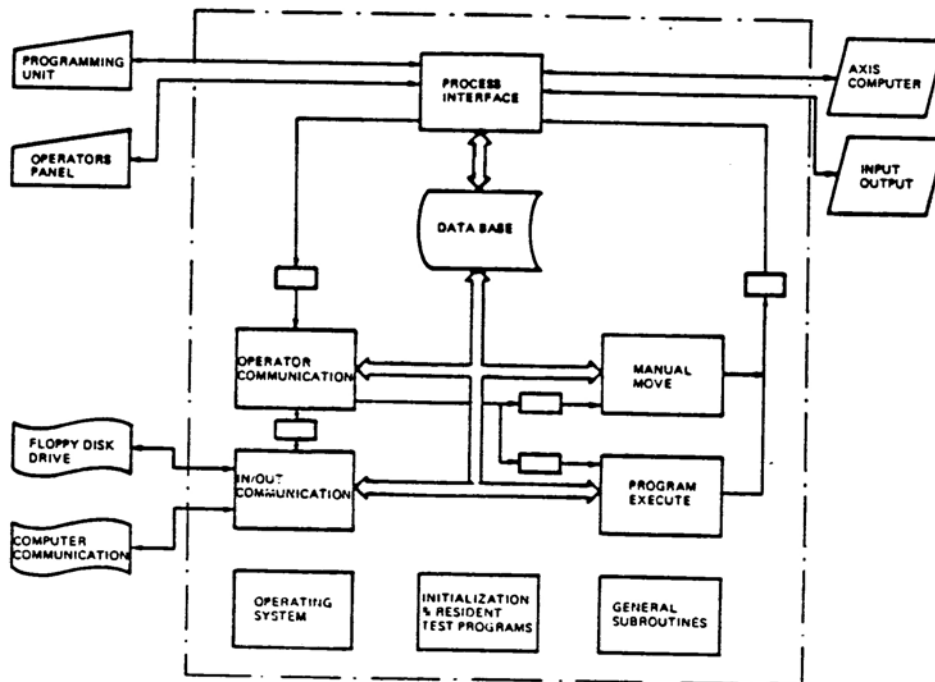 PROGRAMMING
UNIT
PROCESS
INTERFACE
AXIS
COMPUTER
OPERATORS
PANEL
INPUT
OUTPUT
DATA BASE
OPERATOR
COMMUNICATION
MANUAL
MOVE
FLOPPY DISK
DRIVE
IN/OUT
COMMUNICATION
PROGRAM
EXECUTE
COMPUTER
COMMUNICATION
OPERATING
SYSTEM
INITIALIZATION
& RESIDENT
TEST PROGRAMS
GENERAL
SUBROUTINES